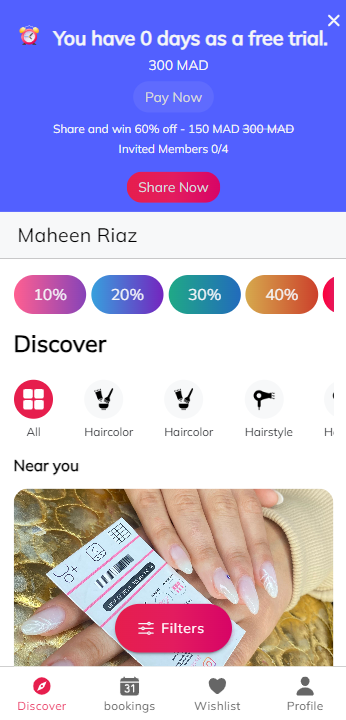 You have 0 days as a free trial.
300 MAD
Pay Now
Share and win 60% off - 150 MAD 300 MAD
Invited Members 0/4
Share Now
Maheen Riaz
10% 20% 30% 40%
Discover
All Haircolor Haircolor Hairstyle
Near you
Filters
31
Discover bookings Wishlist Profile